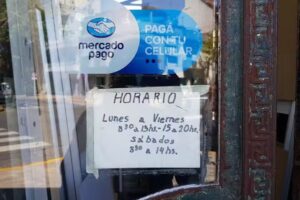 mercado
pago
PAGÁ
CON TU
CELULAR
HORARIO
Lunes a Viernes
8³⁰ a 13hs. - 15 a 20hs.
sábados
8³⁰ a 14hs.